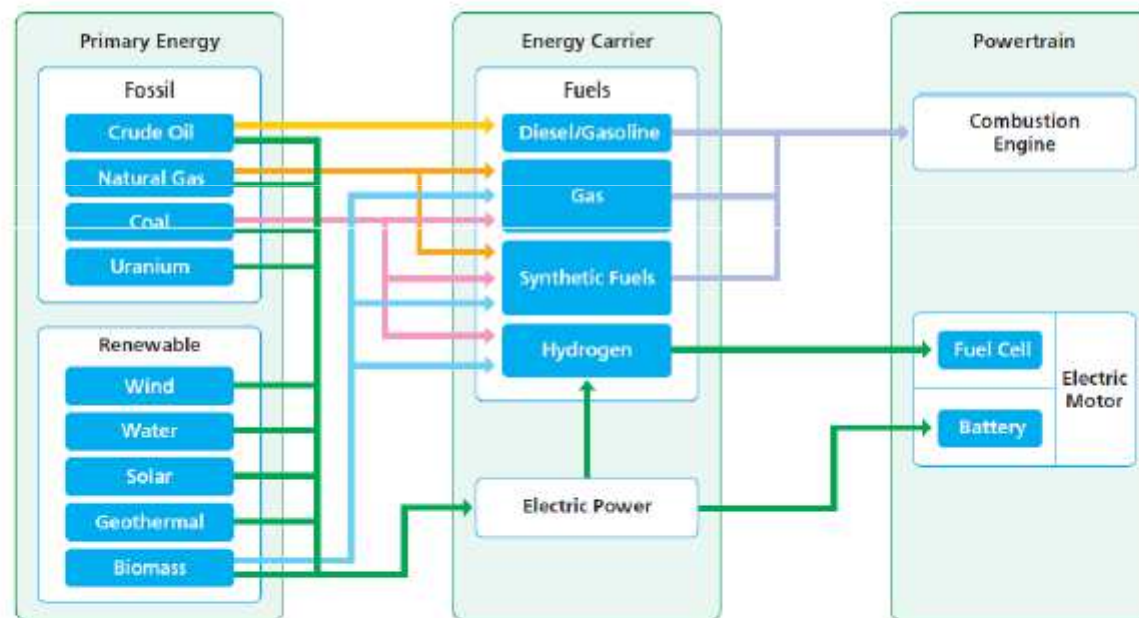 Primary Energy
Fossil
Crude Oil
Natural Gas
Coal
Uranium
Renewable
Wind
Water
Solar
Geothermal
Biomass
Energy Carrier
Fuels
Diesel/Gasoline
Gas
Synthetic Fuels
Hydrogen
Electric Power
Powertrain
Combustion
Engine
Fuel Cell
Battery
Electric
Motor